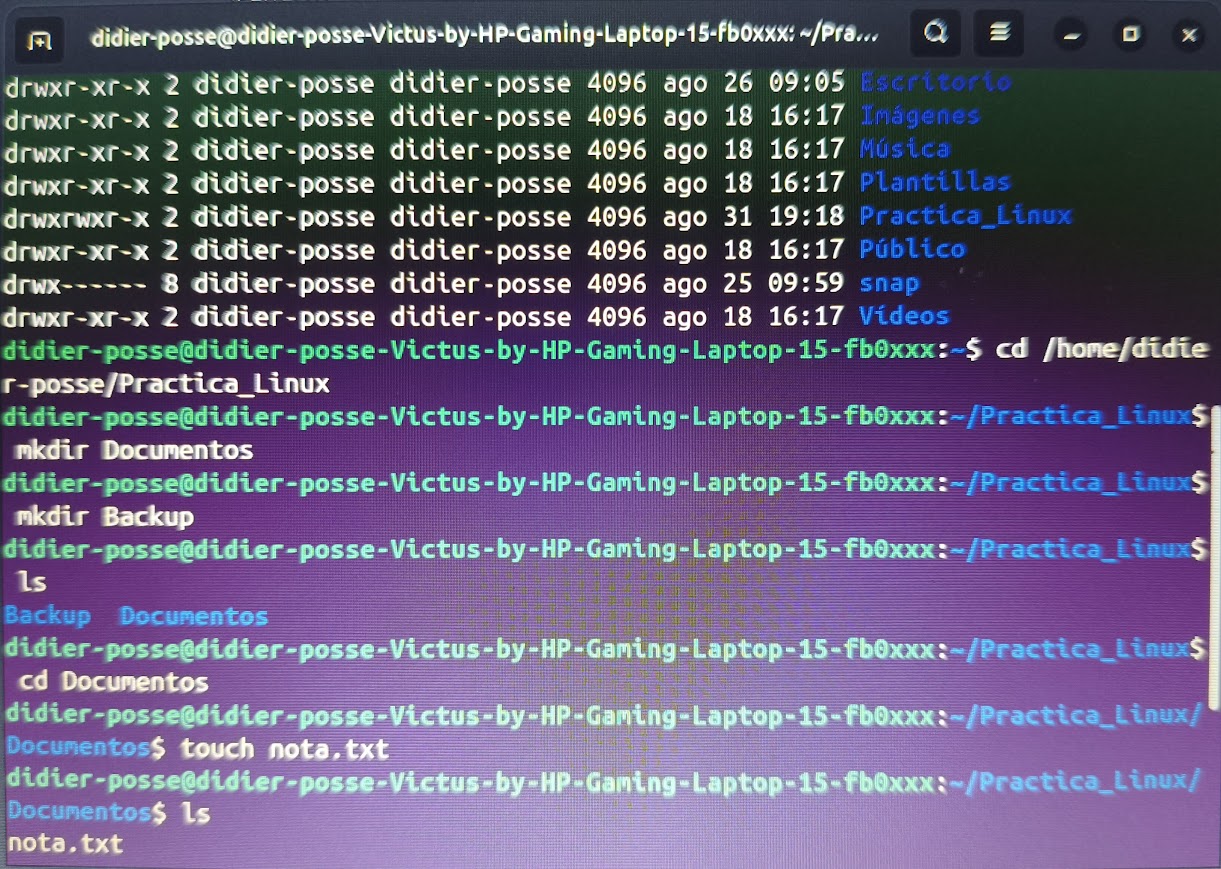 didier-posse@didier-posse-Victus-by-HP-Gaming-Laptop-15-fb0xxx: ~/Pra...
drwxr-xr-x 2 didier-posse didier-posse 4096 ago 26 09:05 Escritorio
drwxr-xr-x 2 didier-posse didier-posse 4096 ago 18 16:17 Imágenes
drwxr-xr-x 2 didier-posse didier-posse 4096 ago 18 16:17 Música
drwxr-xr-x 2 didier-posse didier-posse 4096 ago 18 16:17 Plantillas
drwxrwxr-x 2 didier-posse didier-posse 4096 ago 31 19:18 Practica_Linux
drwxr-xr-x 2 didier-posse didier-posse 4096 ago 18 16:17 Público
drwx------ 8 didier-posse didier-posse 4096 ago 25 09:59 snap
drwxr-xr-x 2 didier-posse didier-posse 4096 ago 18 16:17 Vídeos
didier-posse@didier-posse-Victus-by-HP-Gaming-Laptop-15-fb0xxx:~$ cd /home/didie
r-posse/Practica_Linux
didier-posse@didier-posse-Victus-by-HP-Gaming-Laptop-15-fb0xxx:~/Practica_Linux$
mkdir Documentos
didier-posse@didier-posse-Victus-by-HP-Gaming-Laptop-15-fb0xxx:~/Practica_Linux$
mkdir Backup
didier-posse@didier-posse-Victus-by-HP-Gaming-Laptop-15-fb0xxx:~/Practica_Linux$
ls
Backup  Documentos
didier-posse@didier-posse-Victus-by-HP-Gaming-Laptop-15-fb0xxx:~/Practica_Linux$
cd Documentos
didier-posse@didier-posse-Victus-by-HP-Gaming-Laptop-15-fb0xxx:~/Practica_Linux/
Documentos$ touch nota.txt
didier-posse@didier-posse-Victus-by-HP-Gaming-Laptop-15-fb0xxx:~/Practica_Linux/
Documentos$ ls
nota.txt